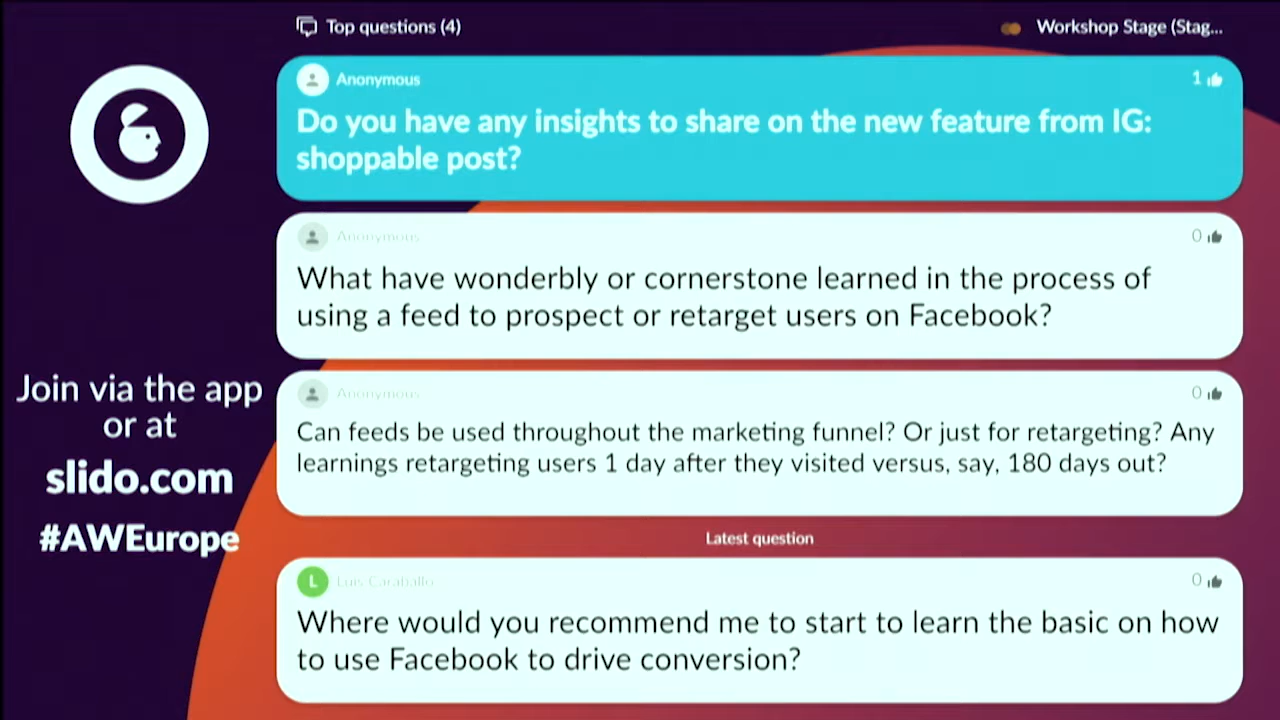 Top questions (4)
Workshop Stage (Stag...
Anonymous
1
Do you have any insights to share on the new feature from IG:
shoppable post?
Anonymous
0
What have wonderbly or cornerstone learned in the process of
using a feed to prospect or retarget users on Facebook?
Anonymous
0
Can feeds be used throughout the marketing funnel? Or just for retargeting? Any
learnings retargeting users 1 day after they visited versus, say, 180 days out?
Join via the app
or at
slido.com
#AWEurope
Latest question
L
Luis Caraballo
0
Where would you recommend me to start to learn the basic on how
to use Facebook to drive conversion?